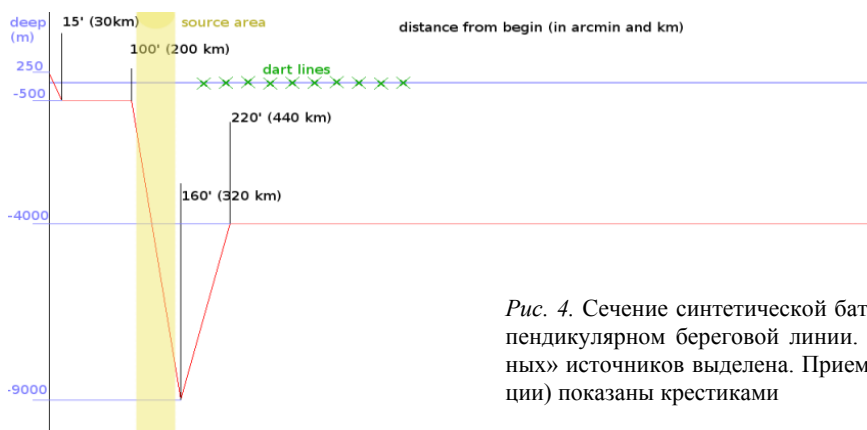 deep
(m)
15' (30km)
source area
distance from begin (in arcmin and km)
100' (200 km)
250
dart lines
-500
220' (440 km)
160' (320 km)
-4000
Рис. 4. Сечение синтетической бат
пендикулярном береговой линии.
ных» источников выделена. Прием
ции) показаны крестиками
-9000